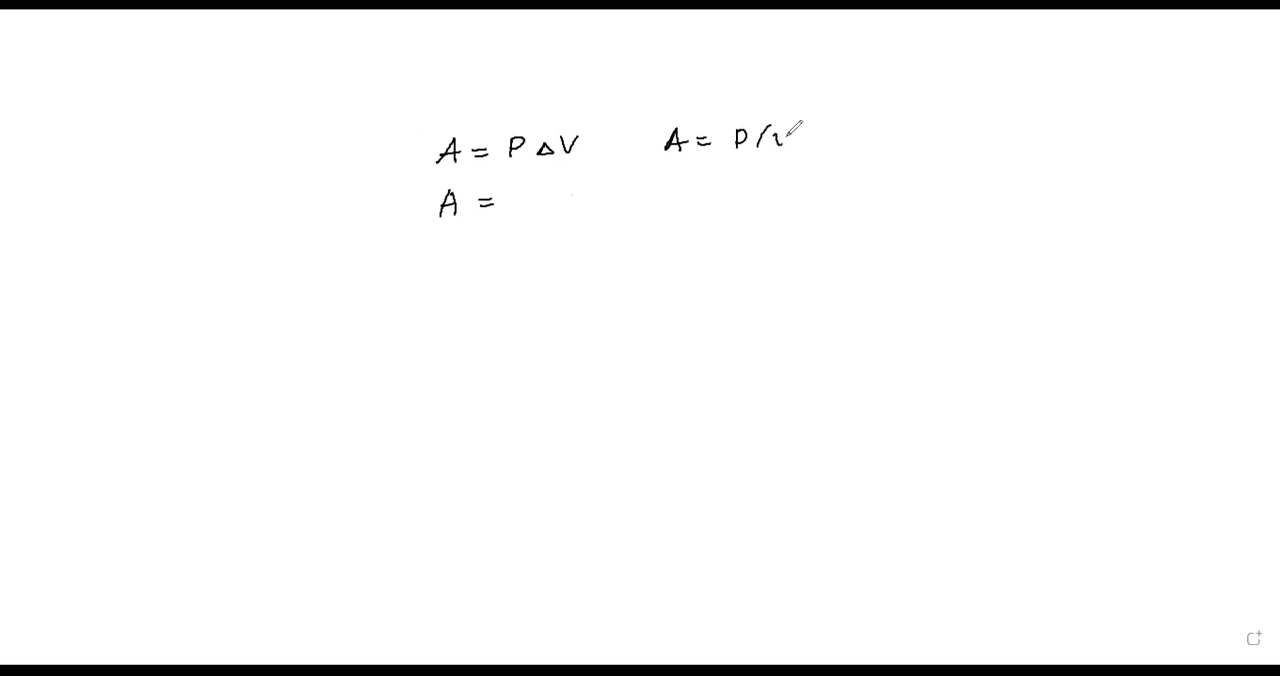 A = P ΔV A = P/
A =